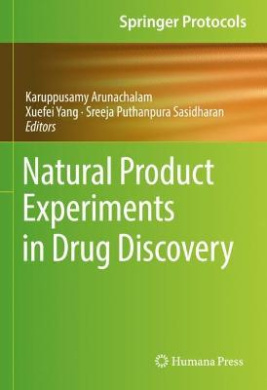 Springer Protocols
Karuppusamy Arunachalam
Xuefei Yang · Sreeja Puthanpura Sasidharan
Editors
Natural Product
Experiments
in Drug Discovery
Humana Press